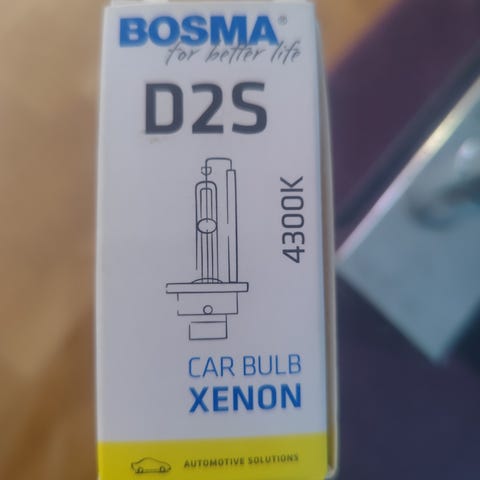 BOSMA®
for better life
D2S
4300K
CAR BULB
XENON
AUTOMOTIVE SOLUTIONS